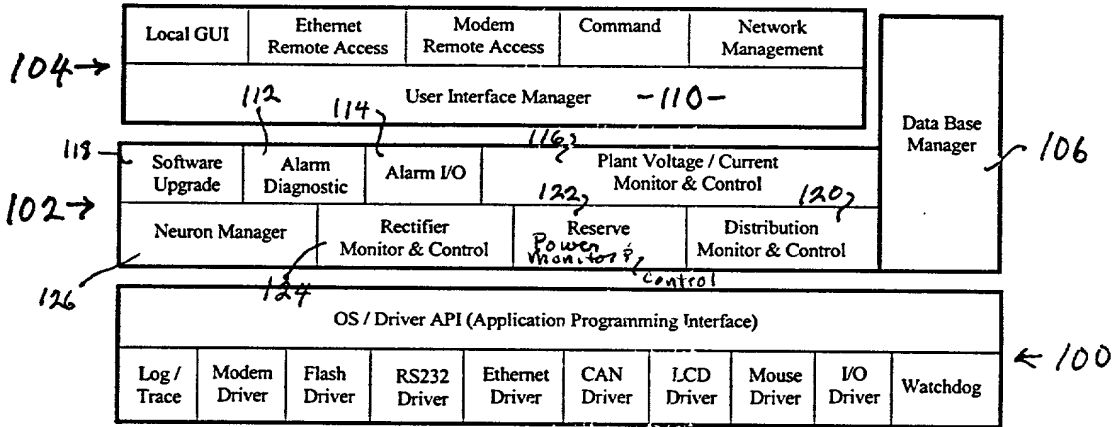 Local GUI
Ethernet
Remote Access
Modem
Remote Access
Command
Network
Management
104→
User Interface Manager -110-
112
114
116
Data Base
Manager
106
118
Software
Upgrade
Alarm
Diagnostic
Alarm I/O
Plant Voltage / Current
Monitor & Control
102→
122
120
Neuron Manager
Rectifier
Monitor & Control
Reserve
Power
Monitor &
Control
Distribution
Monitor & Control
126
124
OS / Driver API (Application Programming Interface)
← 100
Log /
Trace
Modem
Driver
Flash
Driver
RS232
Driver
Ethernet
Driver
CAN
Driver
LCD
Driver
Mouse
Driver
I/O
Driver
Watchdog